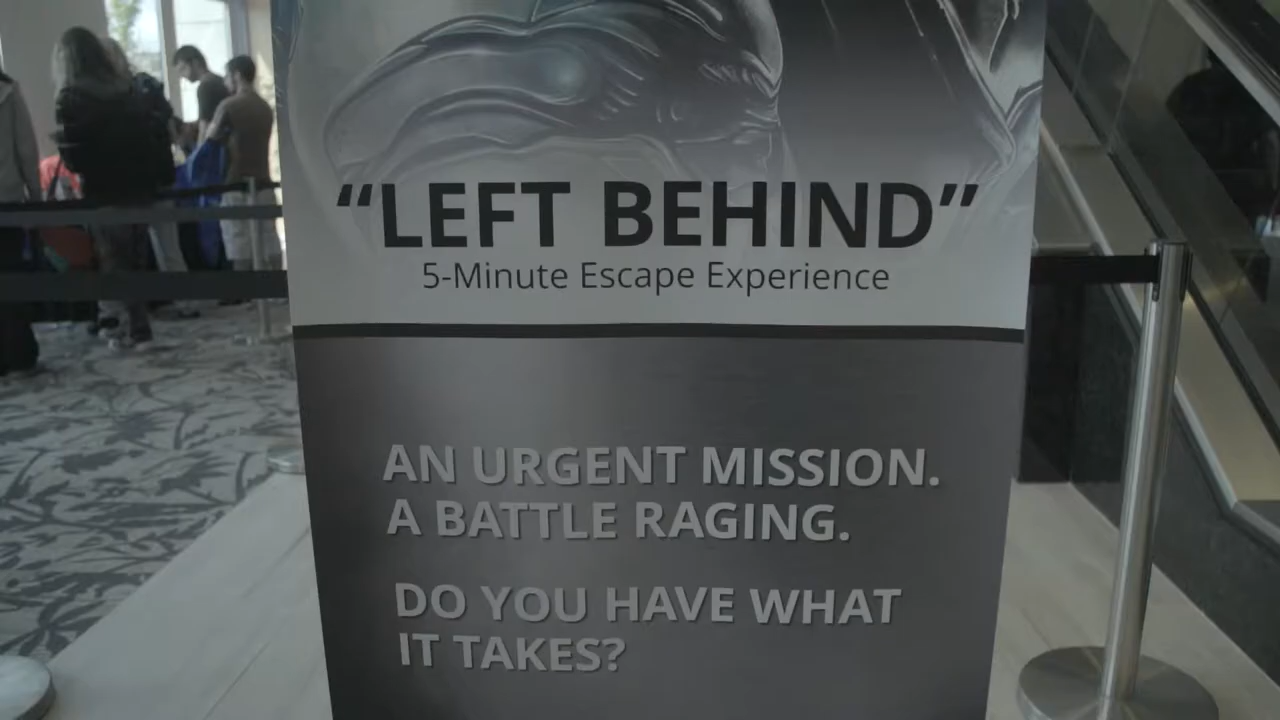 “LEFT BEHIND”
5-Minute Escape Experience
AN URGENT MISSION.
A BATTLE RAGING.
DO YOU HAVE WHAT
IT TAKES?